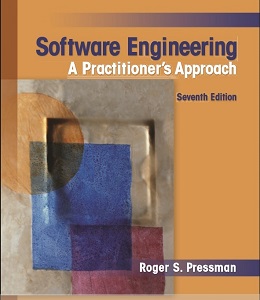 Software Engineering
A Practitioner's Approach
Seventh Edition
Roger S. Pressman